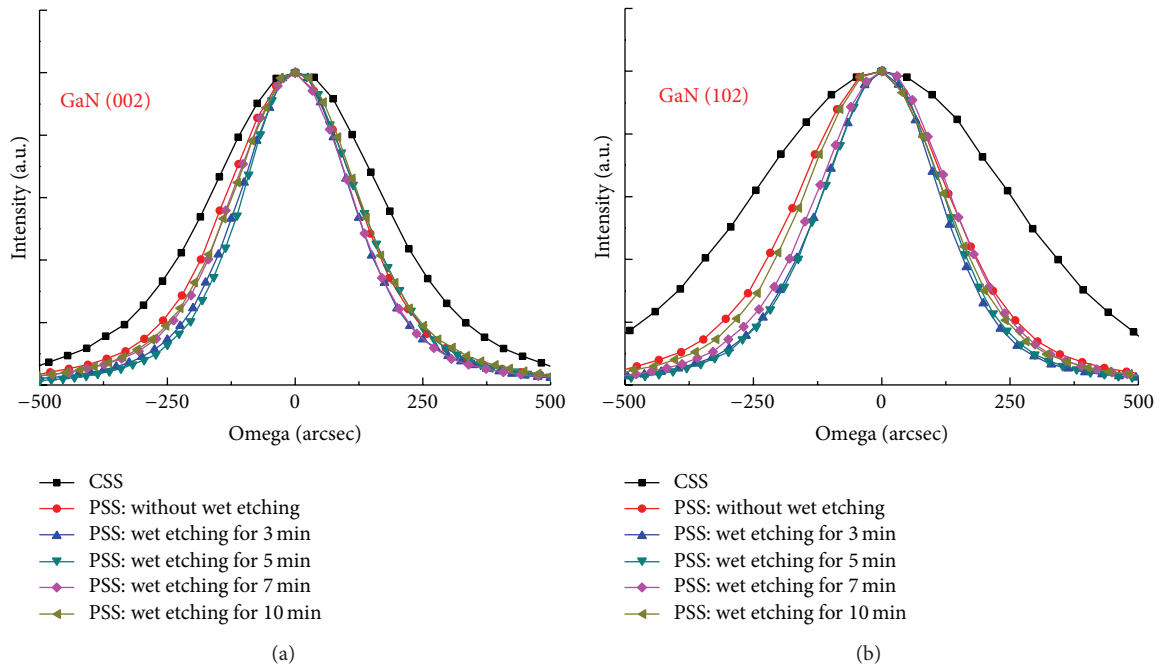 GaN (002)
Intensity (a.u.)
−500
−250
0
250
500
Omega (arcsec)
CSS
PSS: without wet etching
PSS: wet etching for 3 min
PSS: wet etching for 5 min
PSS: wet etching for 7 min
PSS: wet etching for 10 min
(a)
GaN (102)
Intensity (a.u.)
−500
−250
0
250
500
Omega (arcsec)
CSS
PSS: without wet etching
PSS: wet etching for 3 min
PSS: wet etching for 5 min
PSS: wet etching for 7 min
PSS: wet etching for 10 min
(b)